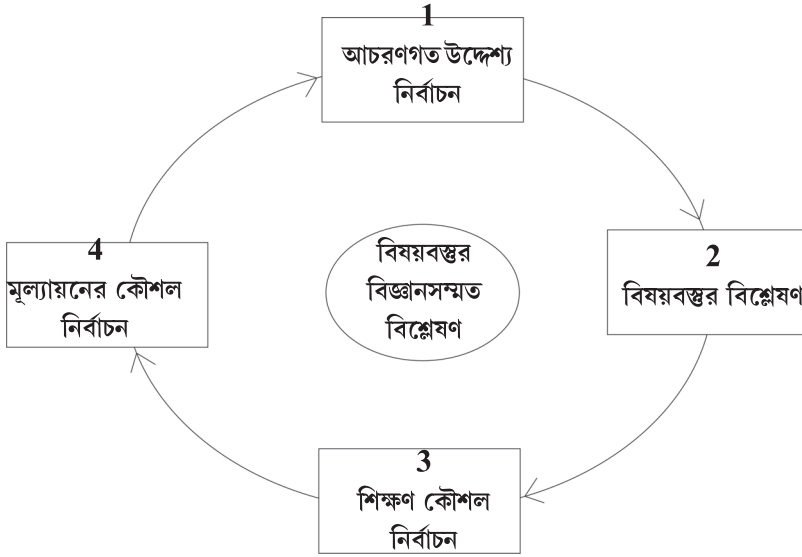 1
আচরণগত উদ্দেশ্য
নির্বাচন
2
বিষয়বস্তুর বিশ্লেষণ
3
শিক্ষণ কৌশল
নির্বাচন
4
মূল্যায়নের কৌশল
নির্বাচন
বিষয়বস্তুর
বিজ্ঞানসম্মত
বিশ্লেষণ